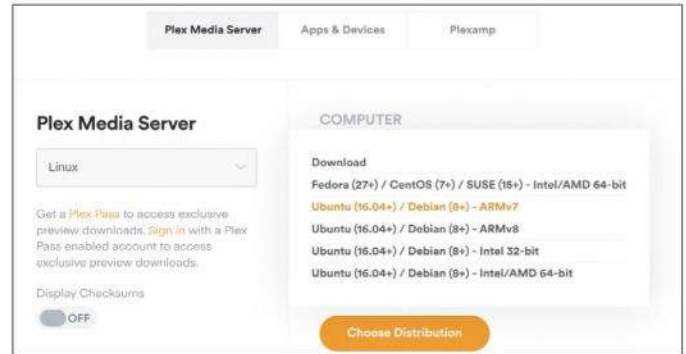 Plex Media Server
Apps & Devices
Plexamp
Plex Media Server
Linux
Get a Plex Pass to access exclusive
preview downloads. Sign in with a Plex
Pass enabled account to access
exclusive preview downloads.
Display Checksums
OFF
COMPUTER
Download
Fedora (27+) / CentOS (7+) / SUSE (15+) - Intel/AMD 64-bit
Ubuntu (16.04+) / Debian (8+) - ARMv7
Ubuntu (16.04+) / Debian (8+) - ARMv8
Ubuntu (16.04+) / Debian (8+) - Intel 32-bit
Ubuntu (16.04+) / Debian (8+) - Intel/AMD 64-bit
Choose Distribution